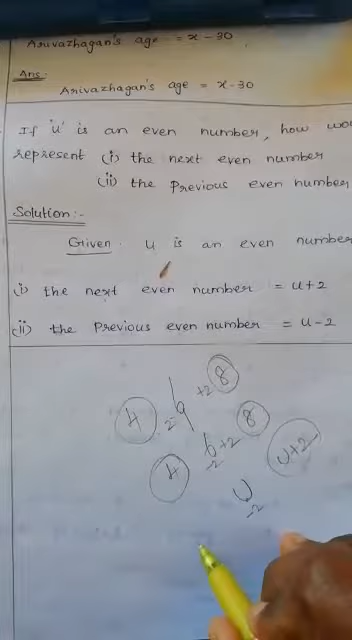 Arivazhagan's age = x - 30
Ans:
Arivazhagan's age = x - 30
If 'u' is an even number, how
represent (i) the next even number
(ii) the Previous even number
Solution:-
Given. u is an even number
(i) the next even number = u+2
(ii) the Previous even number = u-2
+2 8
4
6 +2 8
-2
4
u+2
u
-2